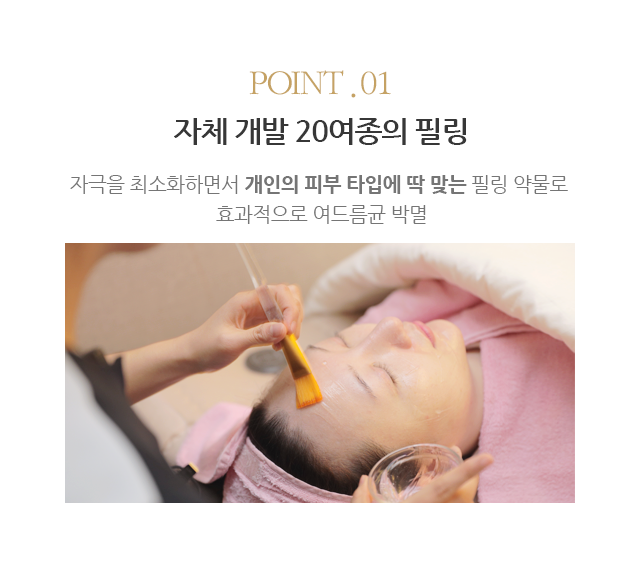 POINT.01
자체 개발 20여종의 필링
자극을 최소화하면서 개인의 피부 타입에 딱 맞는 필링 약물로
효과적으로 여드름균 박멸